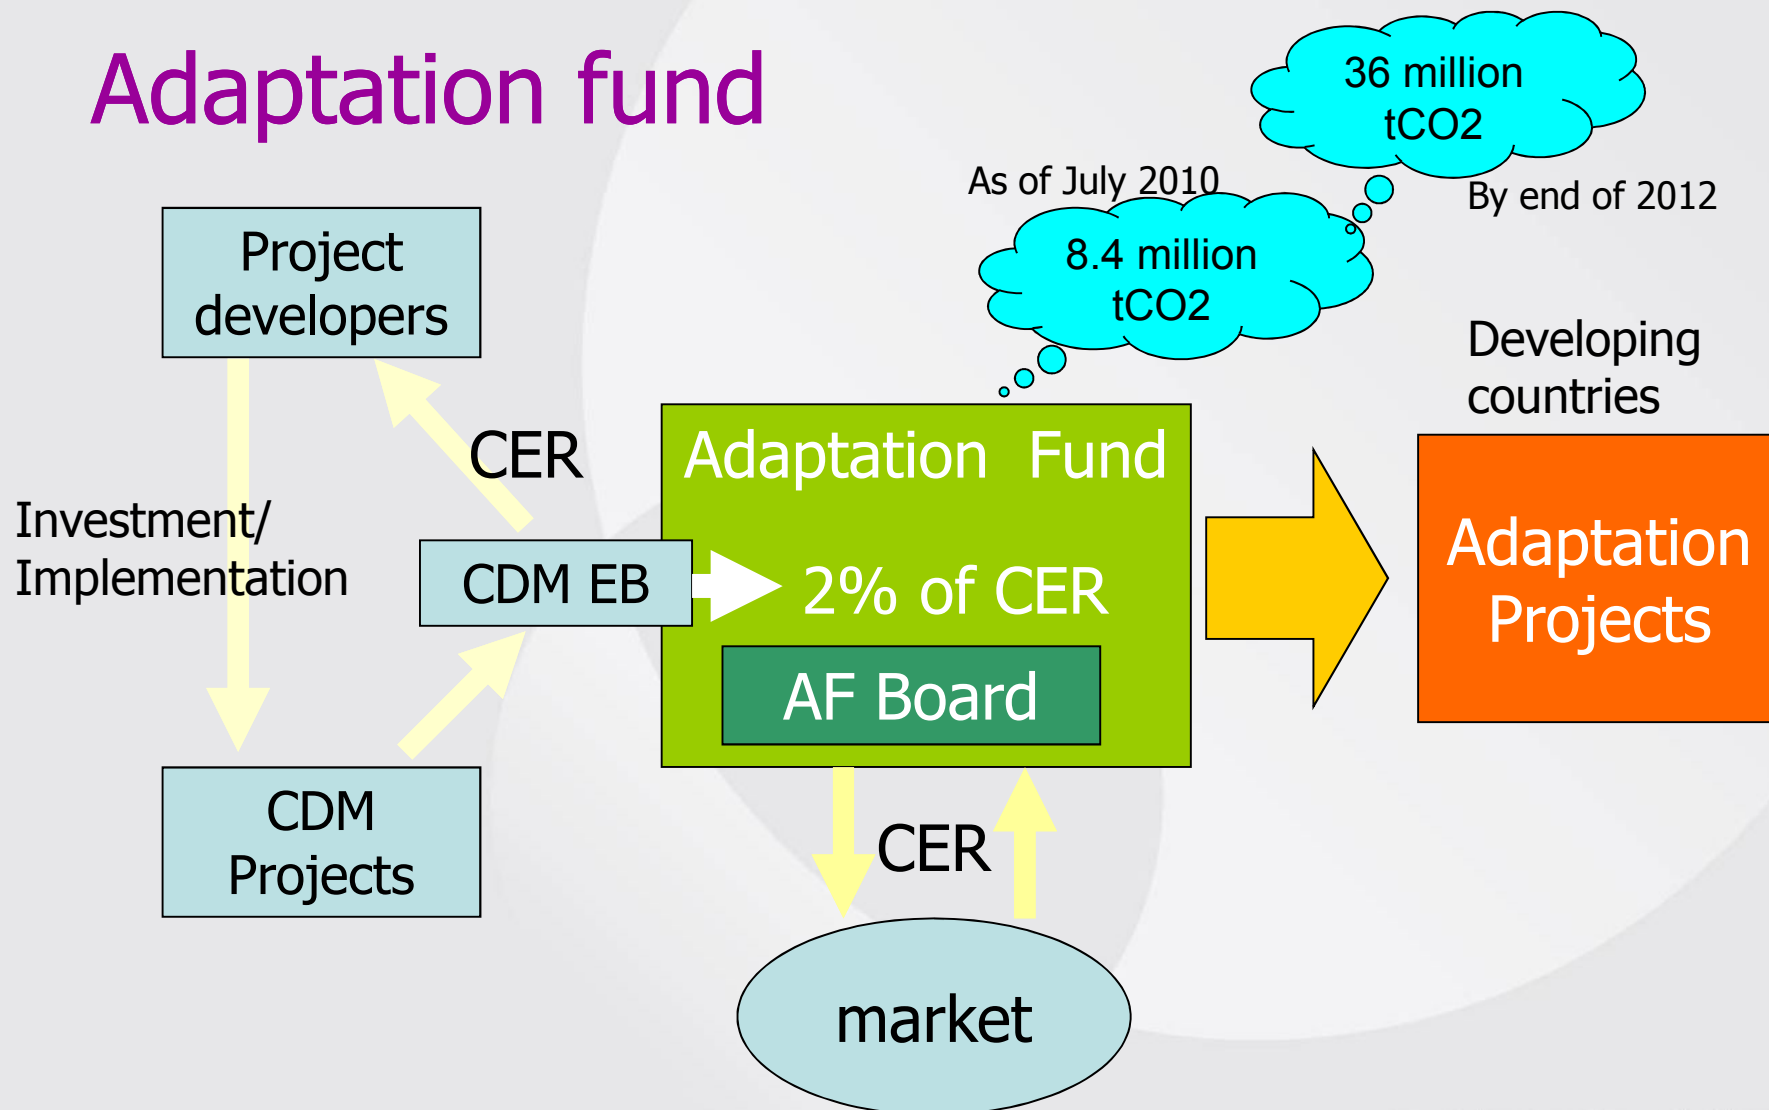 Adaptation fund
36 million
tCO2
As of July 2010
By end of 2012
8.4 million
tCO2
Project
developers
Developing
countries
CER
Adaptation Fund
Investment/
Implementation
CDM EB
2% of CER
Adaptation
Projects
AF Board
CDM
Projects
CER
market